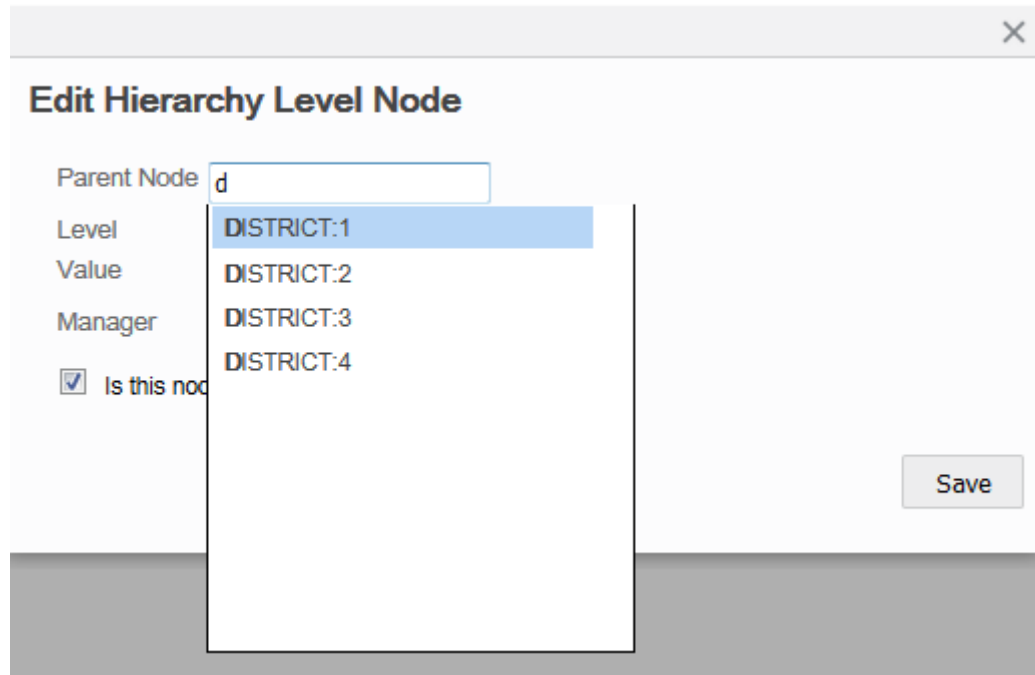 Edit Hierarchy Level Node
Parent Node d
Level DISTRICT:1
Value DISTRICT:2
Manager DISTRICT:3
DISTRICT:4
Is this
Save